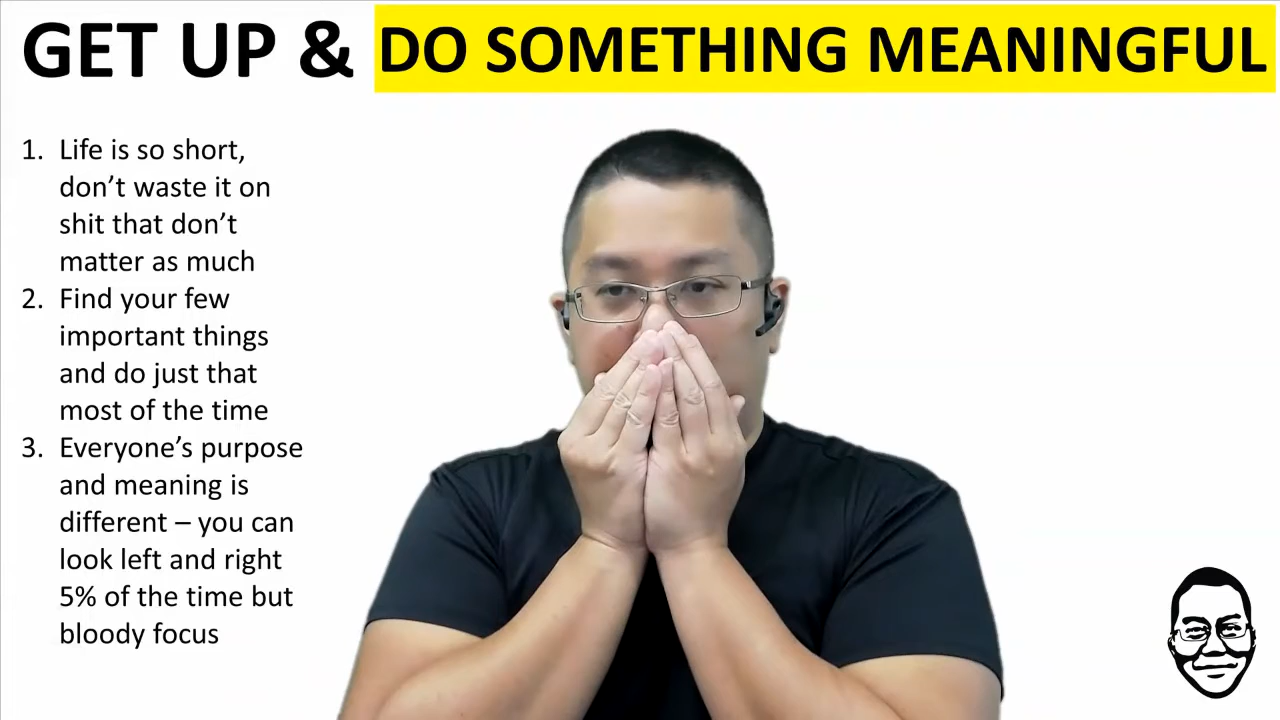 GET UP & DO SOMETHING MEANINGFUL
1. Life is so short,
don’t waste it on
shit that don’t
matter as much
2. Find your few
important things
and do just that
most of the time
3. Everyone’s purpose
and meaning is
different – you can
look left and right
5% of the time but
bloody focus